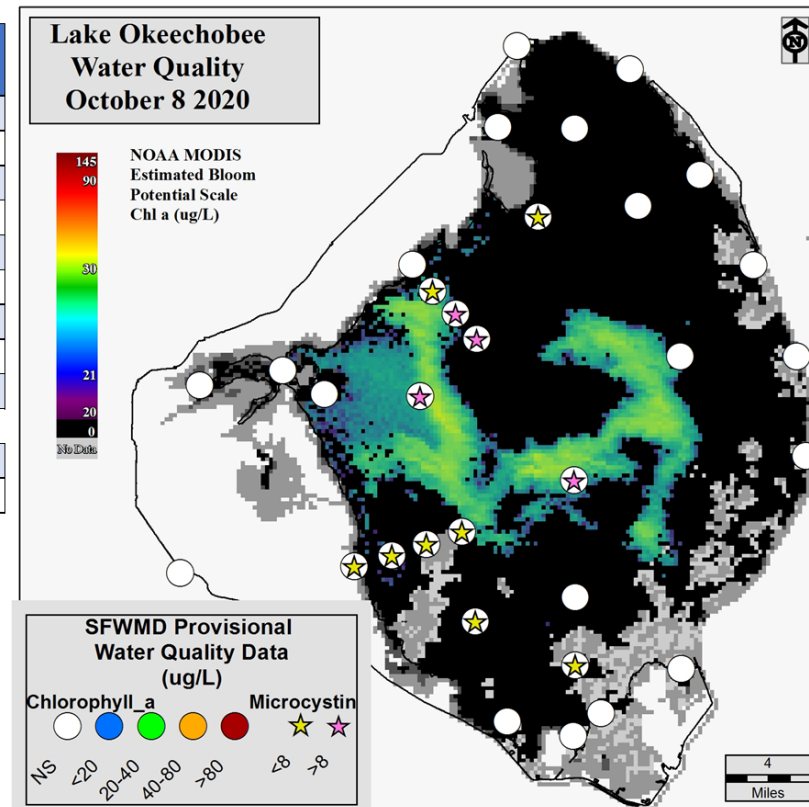 Lake Okeechobee
Water Quality
October 8 2020
N
NOAA MODIS
Estimated Bloom
Potential Scale
Chl a (ug/L)
145
90
30
21
20
0
No Data
SFWMD Provisional
Water Quality Data
(ug/L)
Chlorophyll_a Microcystin
NS <20 20-40 40-80 >80 <8 >8
4
Miles